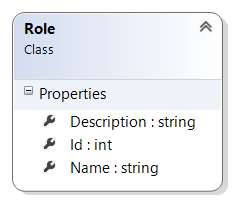 Role
Class
Properties
Description : string
Id : int
Name : string